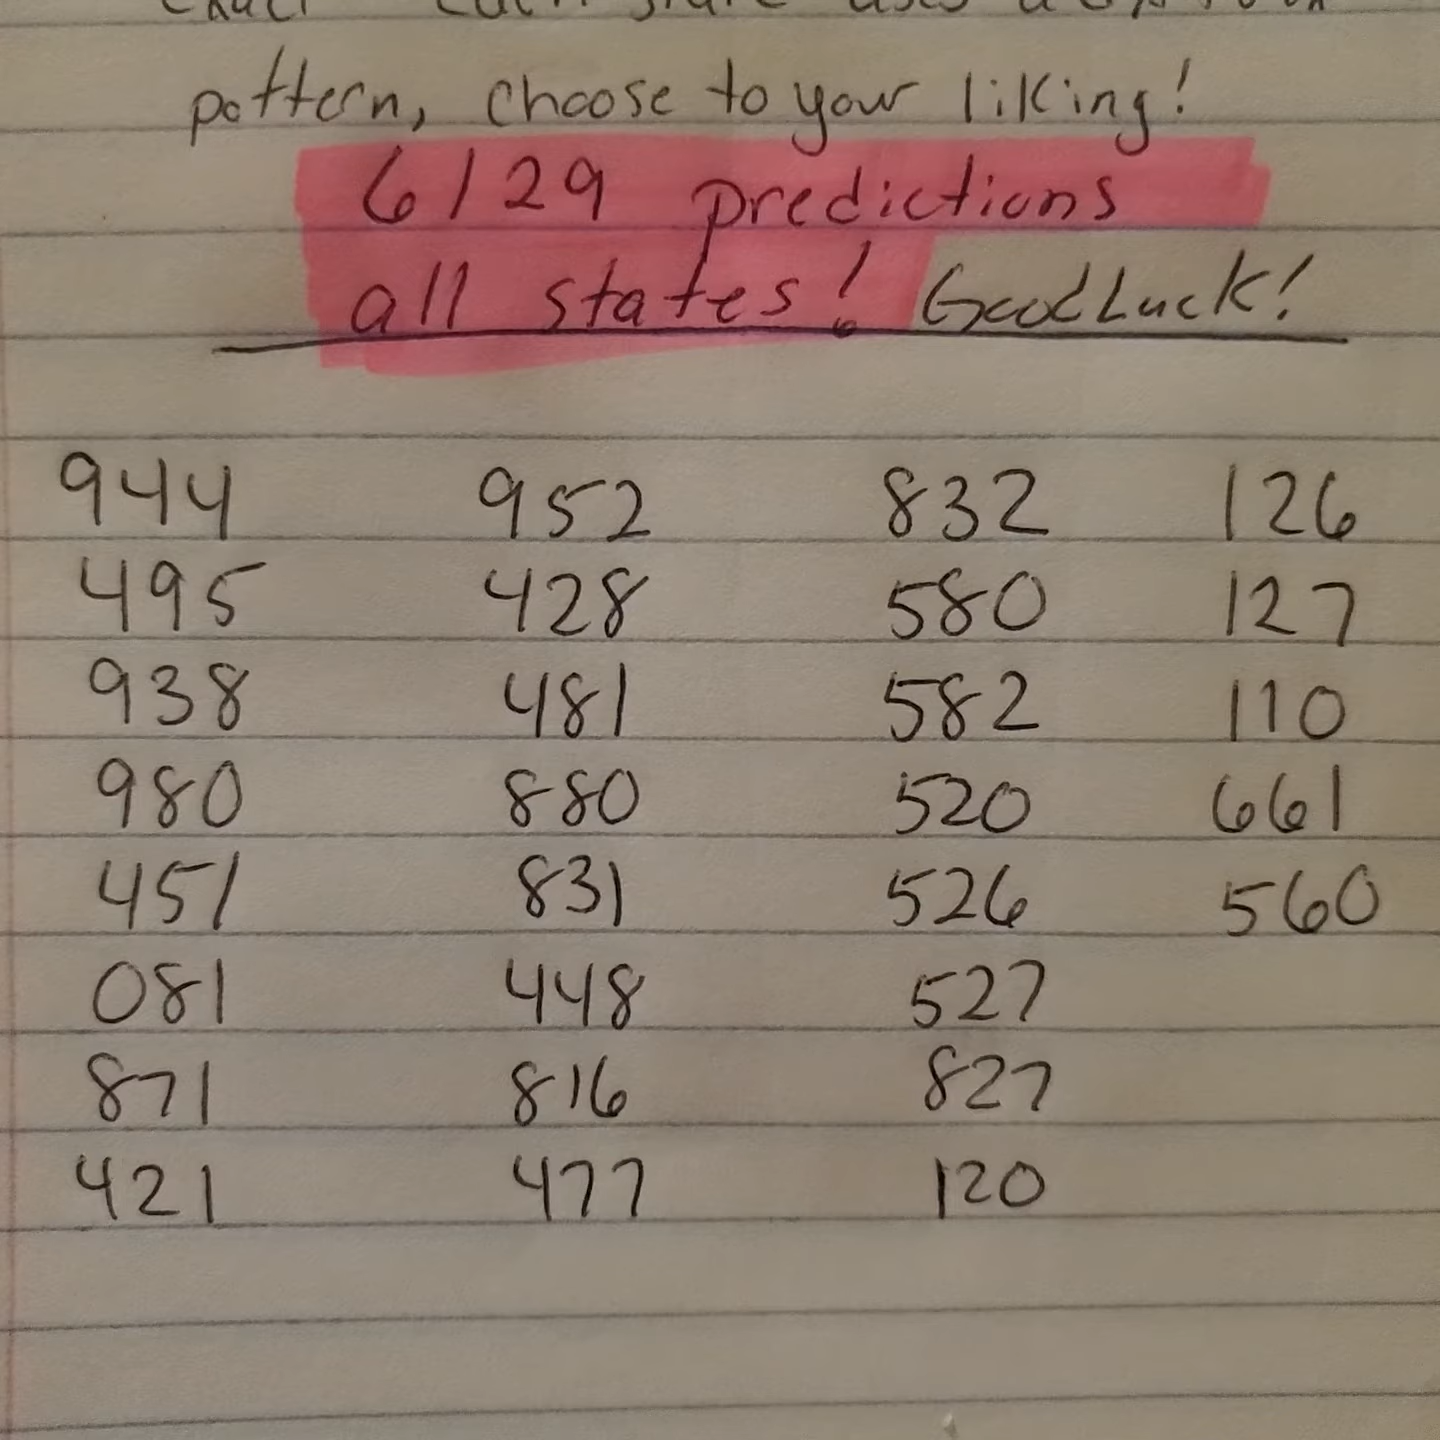 pattern, choose to your liking!
6/29 predictions
all states! Good Luck!
944 952 832 126
495 428 580 127
938 481 582 110
980 880 520 661
451 831 526 560
081 448 527
871 816 827
421 477 120